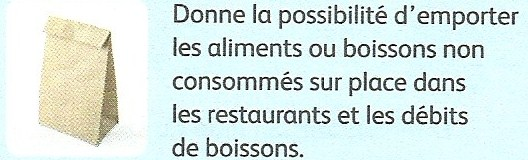 Donne la possibilité d'emporter
les aliments ou boissons non
consommés sur place dans
les restaurants et les débits
de boissons.